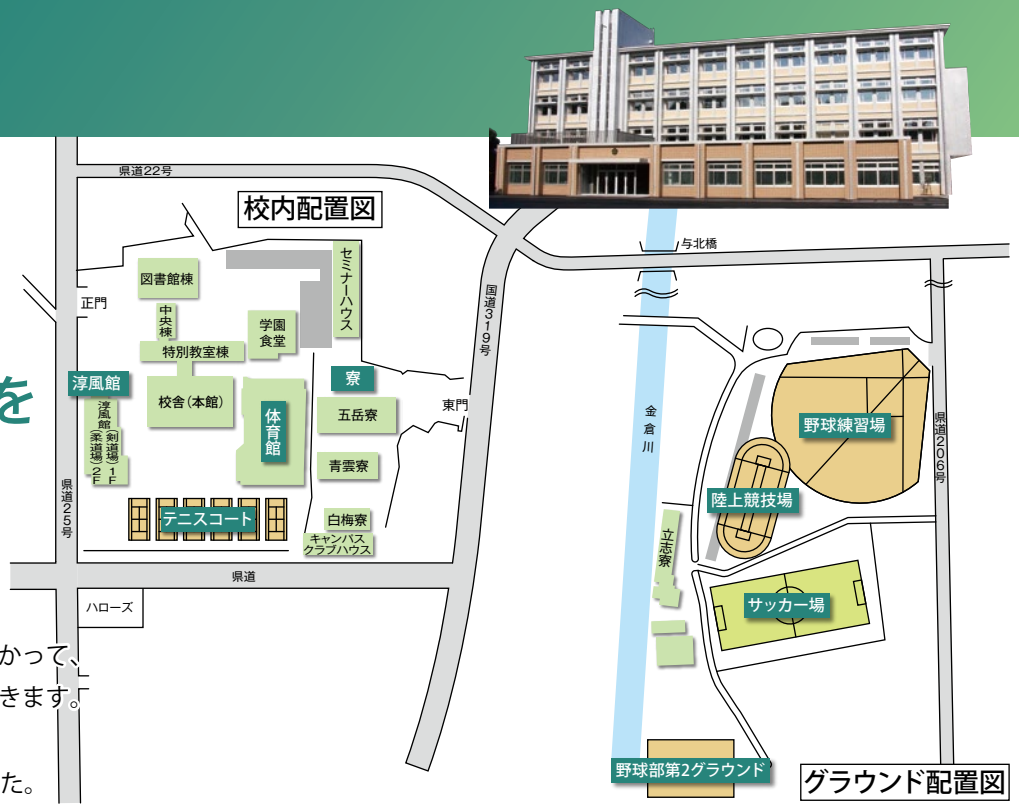 県道22号
校内配置図
与北橋
セミナーハウス
図書館棟
正門
中央棟
学園
食堂
特別教室棟
国道319号
淳風館
寮
を
校舎(本館)
体育館
五岳寮
東門
淳風館
(剣道場)1F
(柔道場)2F
金倉川
県道206号
野球練習場
青雲寮
県道25号
陸上競技場
テニスコート
白梅寮
キャンパス
クラブハウス
立志寮
県道
ハローズ
サッカー場
かって、
きます。
た。
野球部第2グラウンド
グラウンド配置図